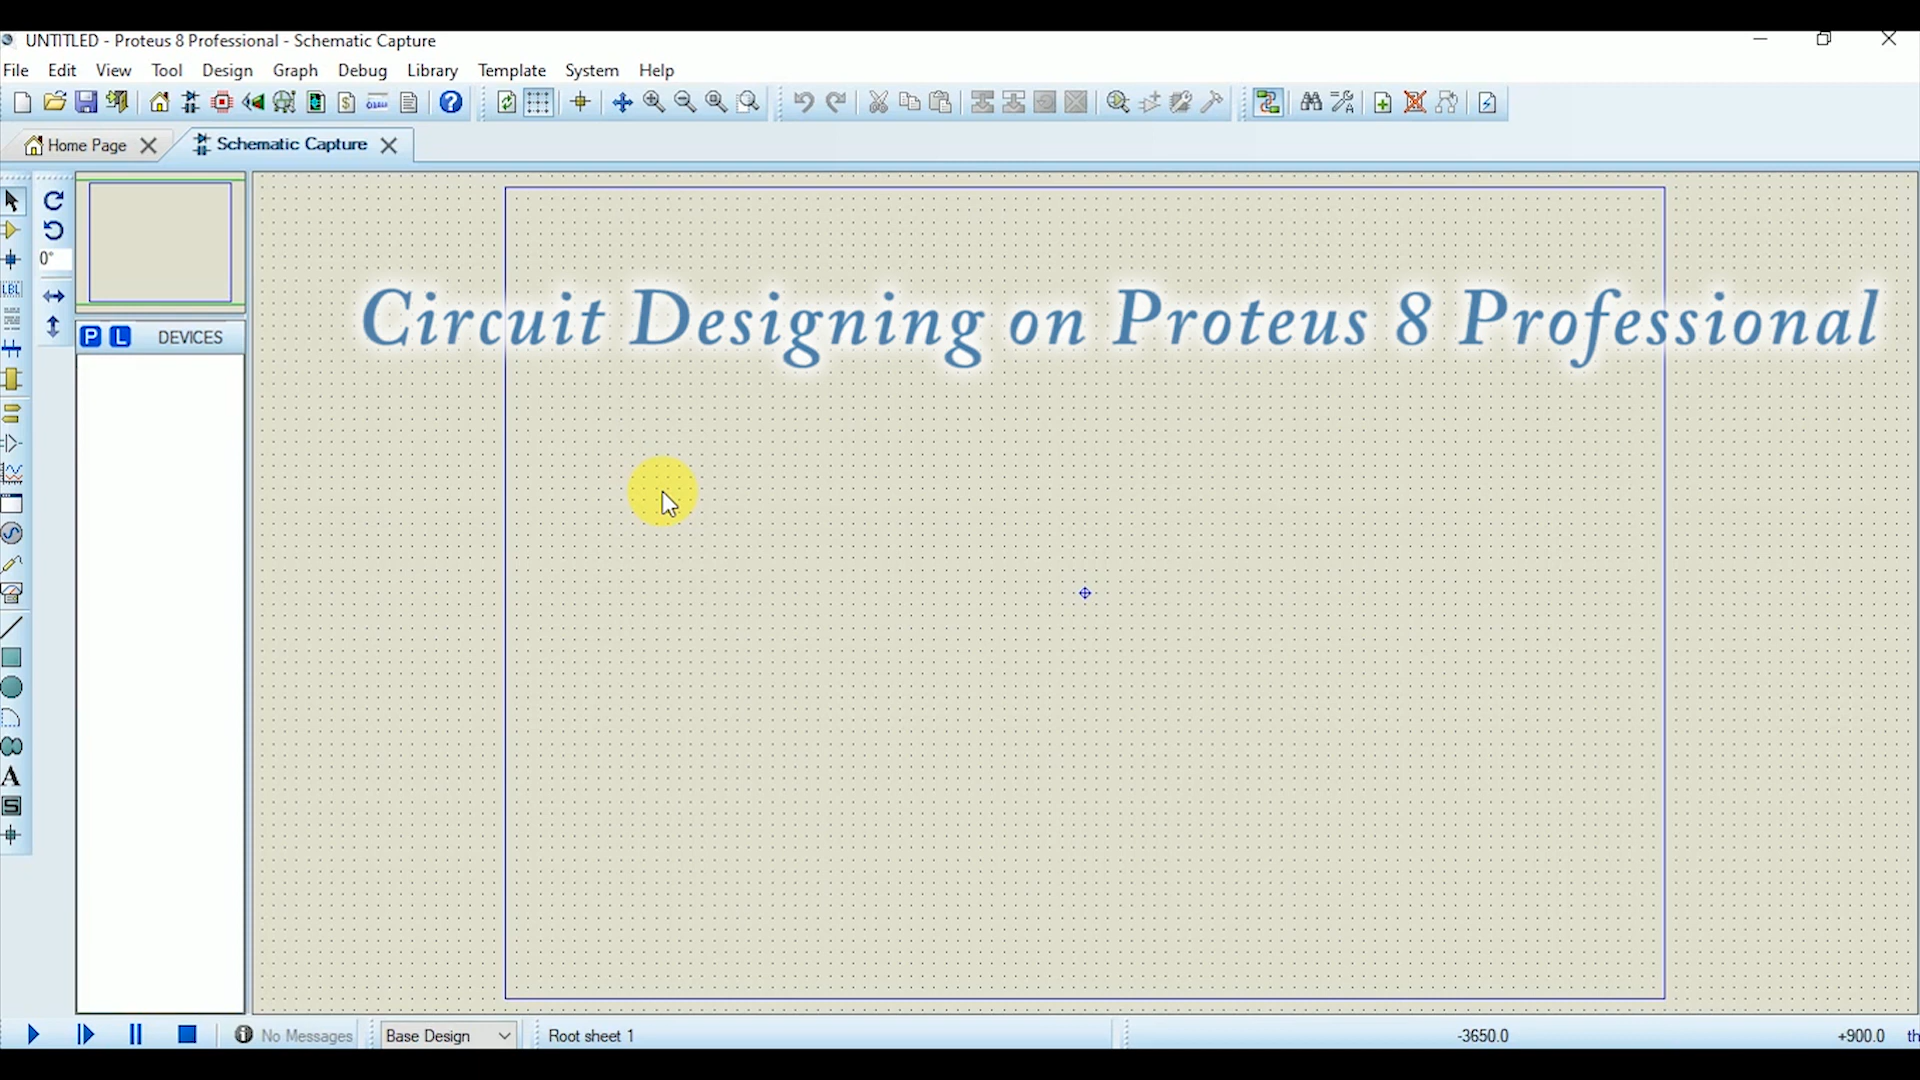 UNTITLED - Proteus 8 Professional - Schematic Capture
File Edit View Tool Design Graph Debug Library Template System Help
Home Page Schematic Capture
0°
LBL
P L DEVICES
Circuit Designing on Proteus 8 Professional
A
S
No Messages Base Design Root sheet 1 -3650.0 +900.0 th